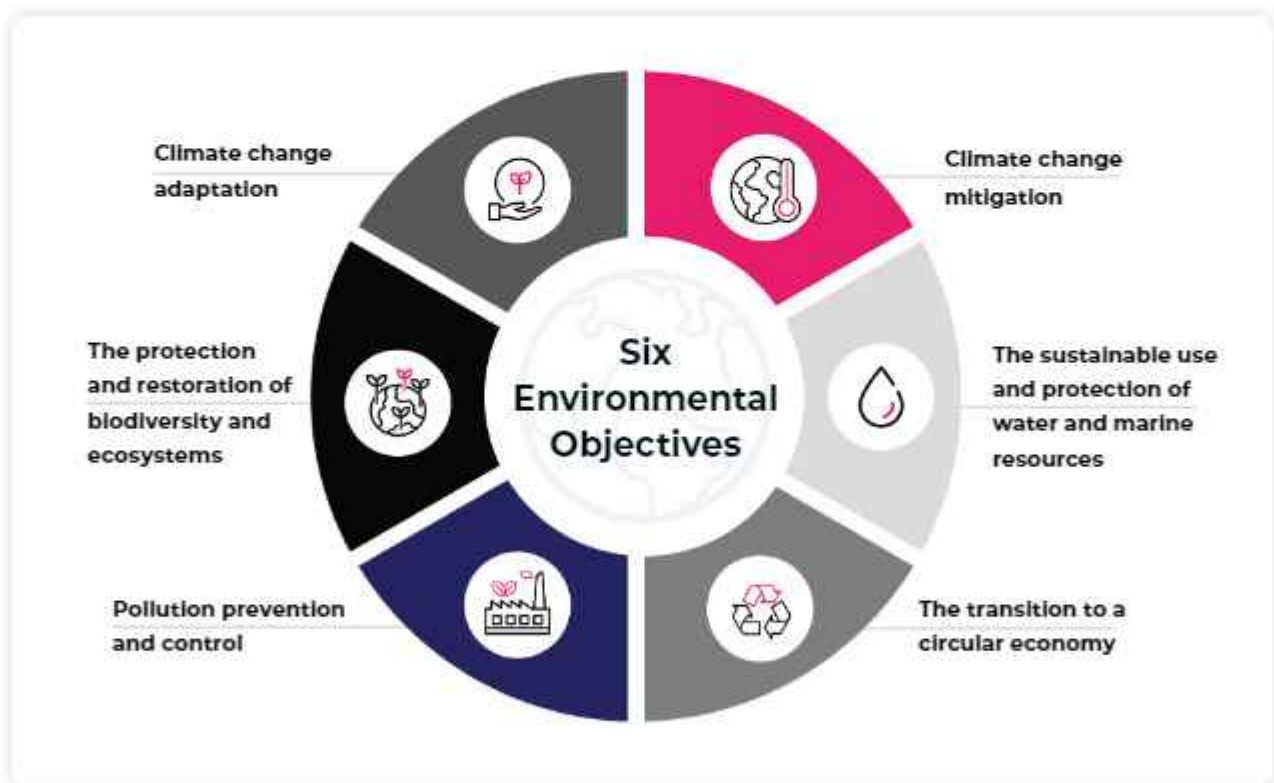 Six
Environmental
Objectives
Climate change
mitigation
The sustainable use
and protection of
water and marine
resources
The transition to a
circular economy
Pollution prevention
and control
The protection
and restoration of
biodiversity and
ecosystems
Climate change
adaptation